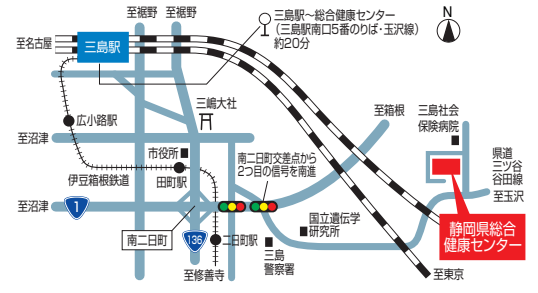 至裾野
至裾野
三島駅〜総合健康センター
（三島駅南口5番のりば・玉沢線）
約20分
N
至名古屋
三島駅
三嶋大社
至箱根
三島社会
保険病院
広小路駅
至沼津
市役所
南二日町交差点から
2つ目の信号を南進
県道
三ツ谷
谷田線
伊豆箱根鉄道
田町駅
至玉沢
至沼津
1
国立遺伝学
研究所
静岡県総合
健康センター
南二日町
136
二日町駅
三島
警察署
至修善寺
至東京